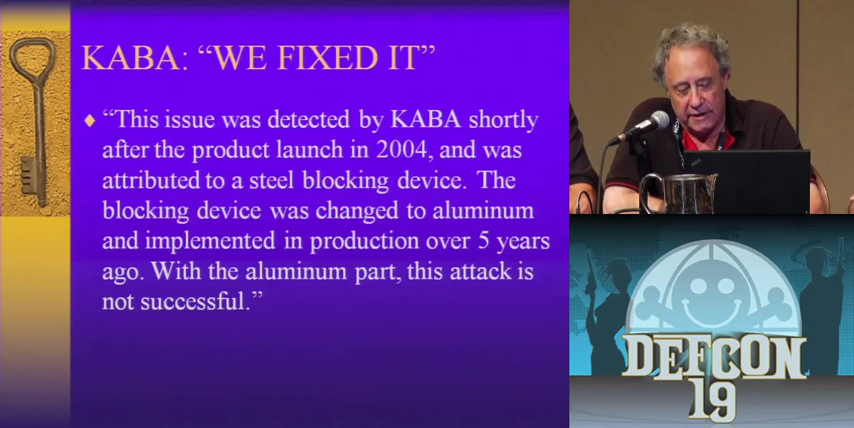 KABA: “WE FIXED IT”
“This issue was detected by KABA shortly
after the product launch in 2004, and was
attributed to a steel blocking device. The
blocking device was changed to aluminum
and implemented in production over 5 years
ago. With the aluminum part, this attack is
not successful.”
DEFCON
19